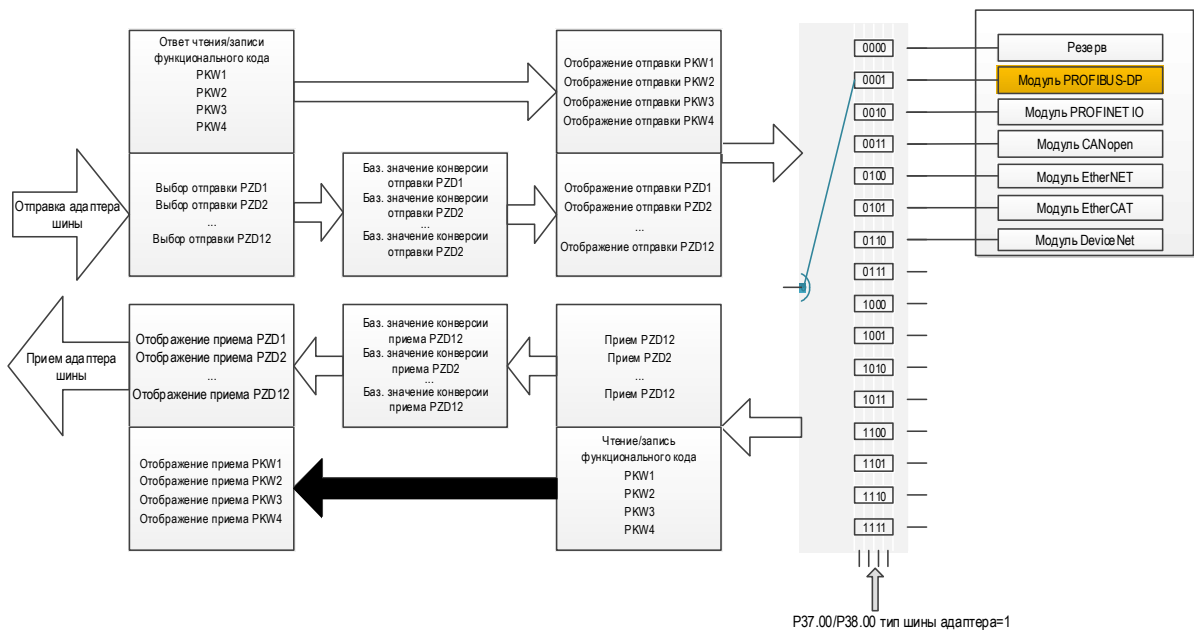 Ответ чтения/записи
функционального кода
PKW1
PKW2
PKW3
PKW4
Отображение отправки PKW1
Отображение отправки PKW2
Отображение отправки PKW3
Отображение отправки PKW4
Отправка адаптера
шины
Выбор отправки PZD1
Выбор отправки PZD2
...
Выбор отправки PZD12
Баз. значение конверсии
отправки PZD1
Баз. значение конверсии
отправки PZD2
...
Баз. значение конверсии
отправки PZD2
Отображение отправки PZD1
Отображение отправки PZD2
...
Отображение отправки PZD12
Прием адаптера
шины
Отображение приема PZD1
Отображение приема PZD2
...
Отображение приема PZD12
Баз. значение конверсии
приема PZD12
Баз. значение конверсии
приема PZD2
...
Баз. значение конверсии
приема PZD12
Прием PZD12
Прием PZD2
...
Прием PZD12
Отображение приема PKW1
Отображение приема PKW2
Отображение приема PKW3
Отображение приема PKW4
Чтение/запись
функционального кода
PKW1
PKW2
PKW3
PKW4
0000
0001
0010
0011
0100
0101
0110
0111
1000
1001
1010
1011
1100
1101
1110
1111
Резерв
Модуль PROFIBUS-DP
Модуль PROFINET IO
Модуль CANopen
Модуль EtherNET
Модуль EtherCAT
Модуль DeviceNet
P37.00/P38.00 тип шины адаптера=1